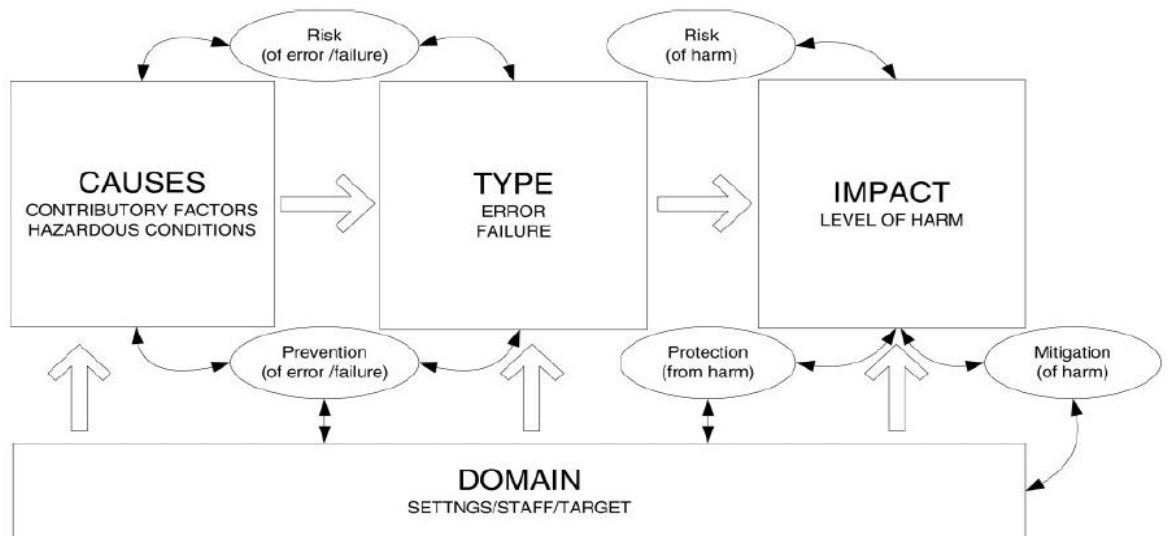 Risk
(of error /failure)
Risk
(of harm)
CAUSES
CONTRIBUTORY FACTORS
HAZARDOUS CONDITIONS
TYPE
ERROR
FAILURE
IMPACT
LEVEL OF HARM
Prevention
(of error/failure)
Protection
(from harm)
Mitigation
(of harm)
DOMAIN
SETTNGS/STAFF/TARGET